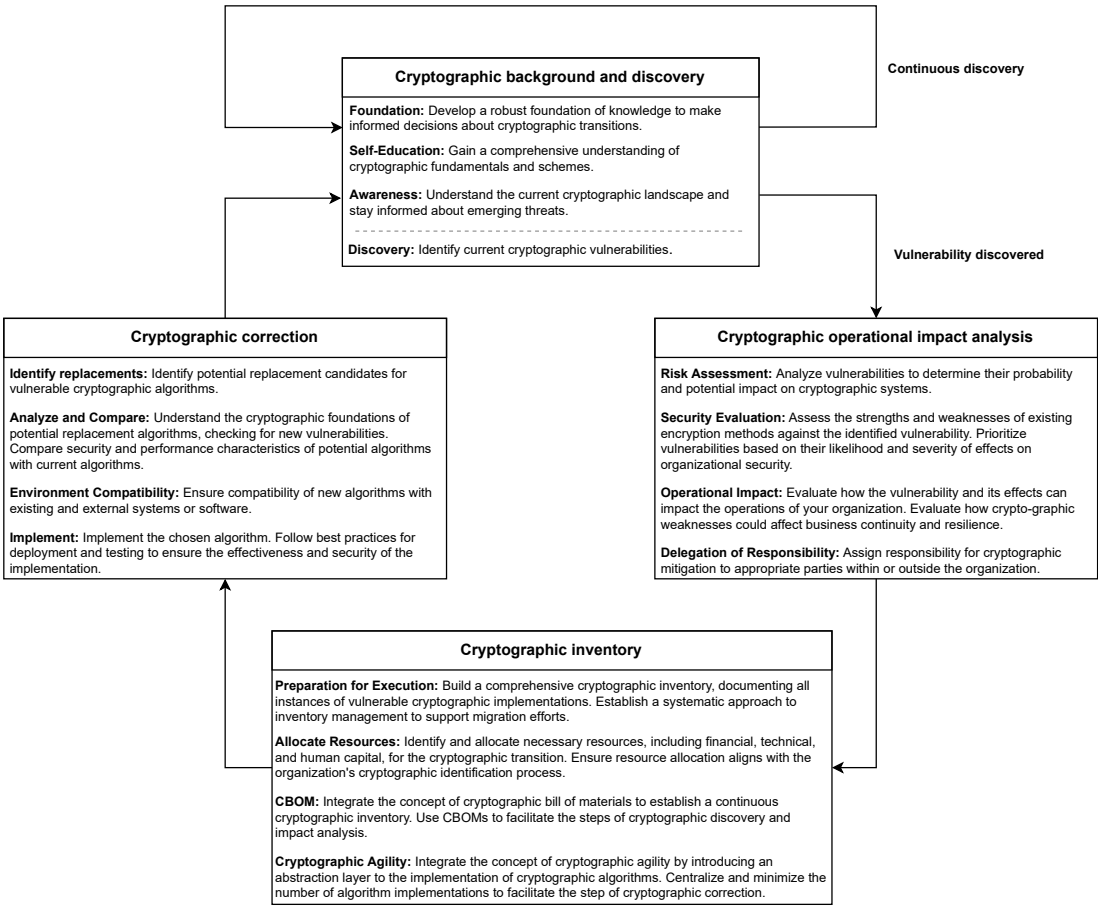 Cryptographic background and discovery
Foundation: Develop a robust foundation of knowledge to make
informed decisions about cryptographic transitions.
Self-Education: Gain a comprehensive understanding of
cryptographic fundamentals and schemes.
Awareness: Understand the current cryptographic landscape and
stay informed about emerging threats.
Discovery: Identify current cryptographic vulnerabilities.
Continuous discovery
Vulnerability discovered
Cryptographic operational impact analysis
Risk Assessment: Analyze vulnerabilities to determine their probability
and potential impact on cryptographic systems.
Security Evaluation: Assess the strengths and weaknesses of existing
encryption methods against the identified vulnerability. Prioritize
vulnerabilities based on their likelihood and severity of effects on
organizational security.
Operational Impact: Evaluate how the vulnerability and its effects can
impact the operations of your organization. Evaluate how crypto-graphic
weaknesses could affect business continuity and resilience.
Delegation of Responsibility: Assign responsibility for cryptographic
mitigation to appropriate parties within or outside the organization.
Cryptographic inventory
Preparation for Execution: Build a comprehensive cryptographic inventory, documenting all
instances of vulnerable cryptographic implementations. Establish a systematic approach to
inventory management to support migration efforts.
Allocate Resources: Identify and allocate necessary resources, including financial, technical,
and human capital, for the cryptographic transition. Ensure resource allocation aligns with the
organization's cryptographic identification process.
CBOM: Integrate the concept of cryptographic bill of materials to establish a continuous
cryptographic inventory. Use CBOMs to facilitate the steps of cryptographic discovery and
impact analysis.
Cryptographic Agility: Integrate the concept of cryptographic agility by introducing an
abstraction layer to the implementation of cryptographic algorithms. Centralize and minimize the
number of algorithm implementations to facilitate the step of cryptographic correction.
Cryptographic correction
Identify replacements: Identify potential replacement candidates for
vulnerable cryptographic algorithms.
Analyze and Compare: Understand the cryptographic foundations of
potential replacement algorithms, checking for new vulnerabilities.
Compare security and performance characteristics of potential algorithms
with current algorithms.
Environment Compatibility: Ensure compatibility of new algorithms with
existing and external systems or software.
Implement: Implement the chosen algorithm. Follow best practices for
deployment and testing to ensure the effectiveness and security of the
implementation.